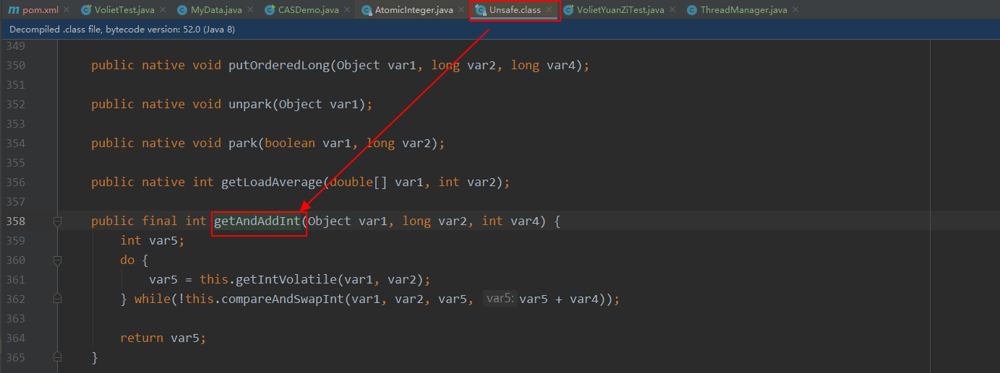 m pom.xml × VolietTest.java × MyData.java × CASDemo.java × AtomicInteger.java × Unsafe.class × VolietYuanZiTest.java × ThreadManager.java ×
Decompiled .class file, bytecode version: 52.0 (Java 8)
349
350 public native void putOrderedLong(Object var1, long var2, long var4);
351
352 public native void unpark(Object var1);
353
354 public native void park(boolean var1, long var2);
355
356 public native int getLoadAverage(double[] var1, int var2);
357
358 public final int getAndAddInt(Object var1, long var2, int var4) {
359 int var5;
360 do {
361 var5 = this.getIntVolatile(var1, var2);
362 } while(!this.compareAndSwapInt(var1, var2, var5, var5: var5 + var4));
363
364 return var5;
365 }